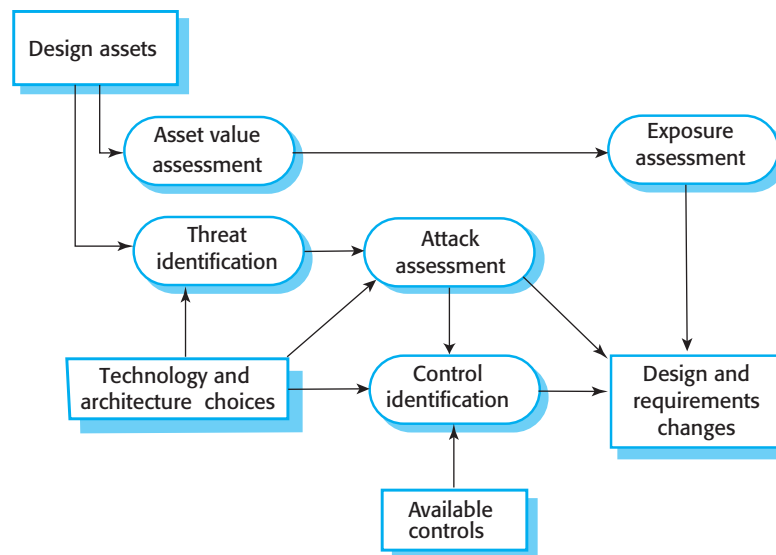 Design assets
Asset value
assessment
Exposure
assessment
Threat
identification
Attack
assessment
Technology and
architecture choices
Control
identification
Design and
requirements
changes
Available
controls